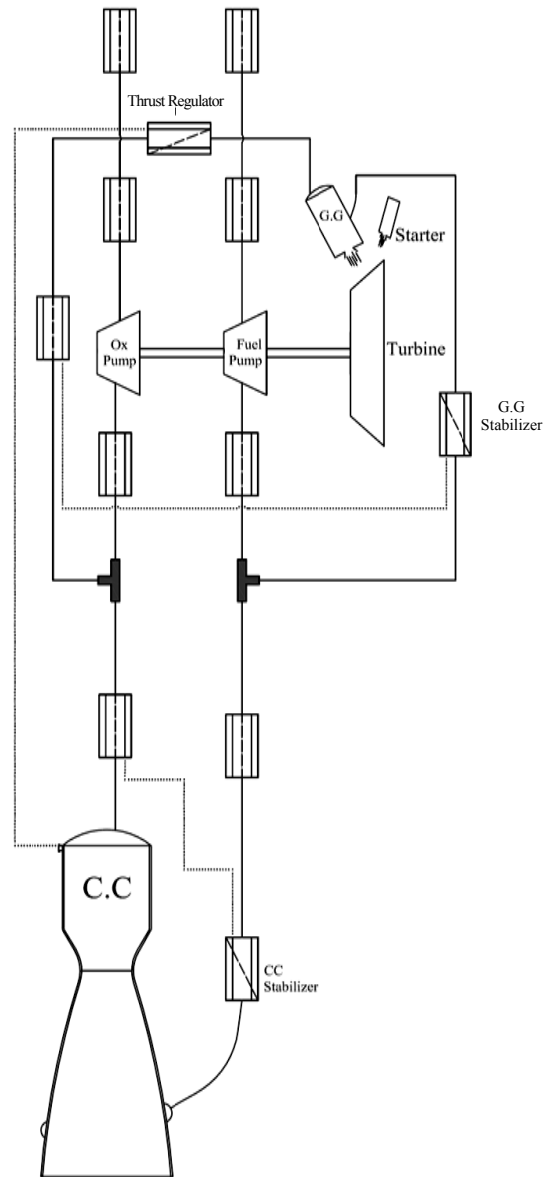 Thrust Regulator
G.G
Starter
Ox
Pump
Fuel
Pump
Turbine
G.G
Stabilizer
C.C
CC
Stabilizer